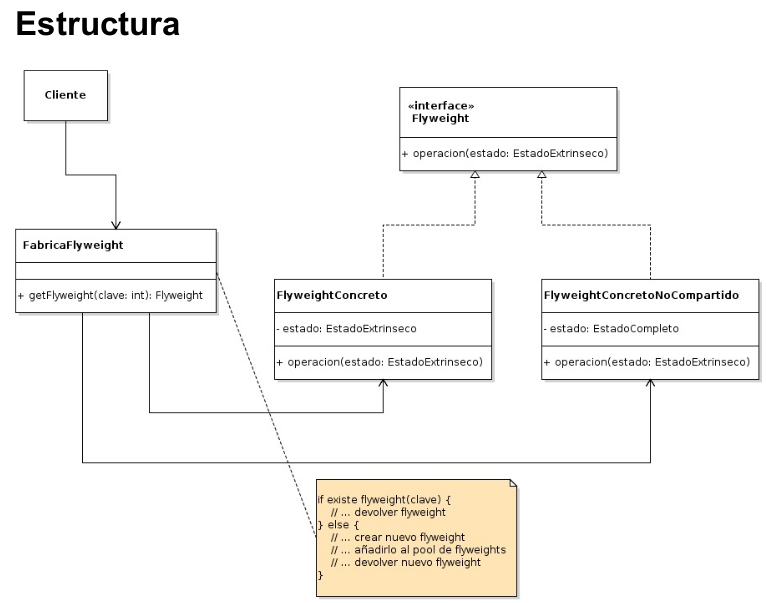 Estructura
Cliente
«interface»
Flyweight
+ operacion(estado: EstadoExtrinseco)
FabricaFlyweight
+ getFlyweight(clave: int): Flyweight
FlyweightConcreto
- estado: EstadoExtrinseco
+ operacion(estado: EstadoExtrinseco)
FlyweightConcretoNoCompartido
- estado: EstadoCompleto
+ operacion(estado: EstadoExtrinseco)
if existe flyweight(clave) {
// ... devolver flyweight
} else {
// ... crear nuevo flyweight
// ... añadirlo al pool de flyweights
// ... devolver nuevo flyweight
}